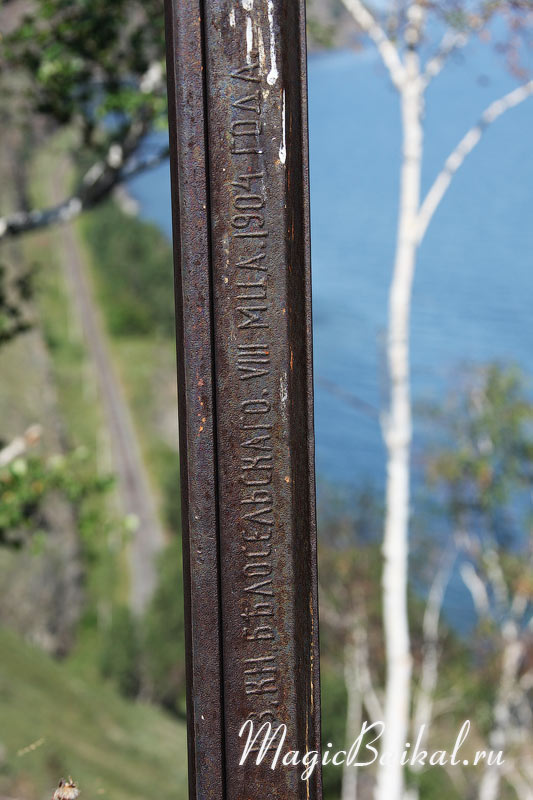 З. КН. БѢЛОСЕЛЬСКАГО. VIII МЦА. 1904 ГОДА
MagicBaikal.ru